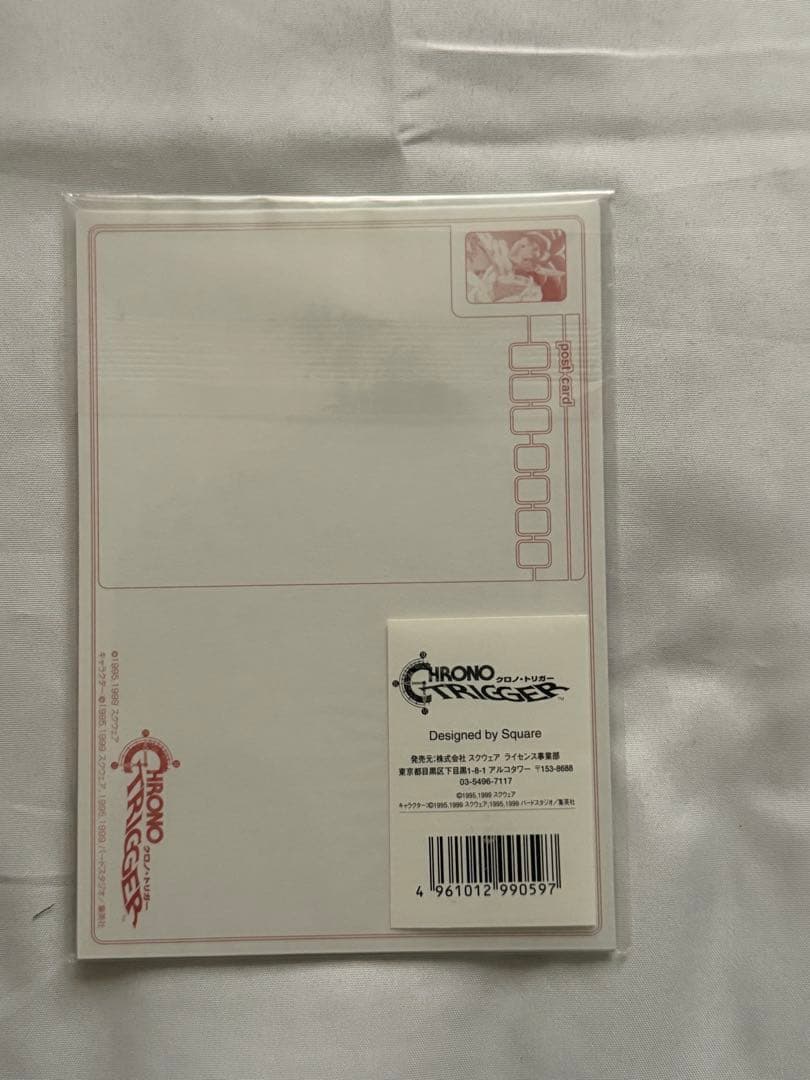 post card
CHRONO
クロノ・トリガー
TRIGGER™
Designed by Square
発売元:株式会社 スクウェア ライセンス事業部
東京都目黒区下目黒1-8-1 アルコタワー 〒153-8688
03-5496-7117
©1995,1999 スクウェア
キャラクター:©1995,1999 スクウェア,1995,1999 バードスタジオ/集英社
4 961012 990597
©1995,1999 スクウェア
キャラクター:©1995,1999 スクウェア,1995,1999 バードスタジオ/集英社
CHRONO
クロノ・トリガー
TRIGGER™